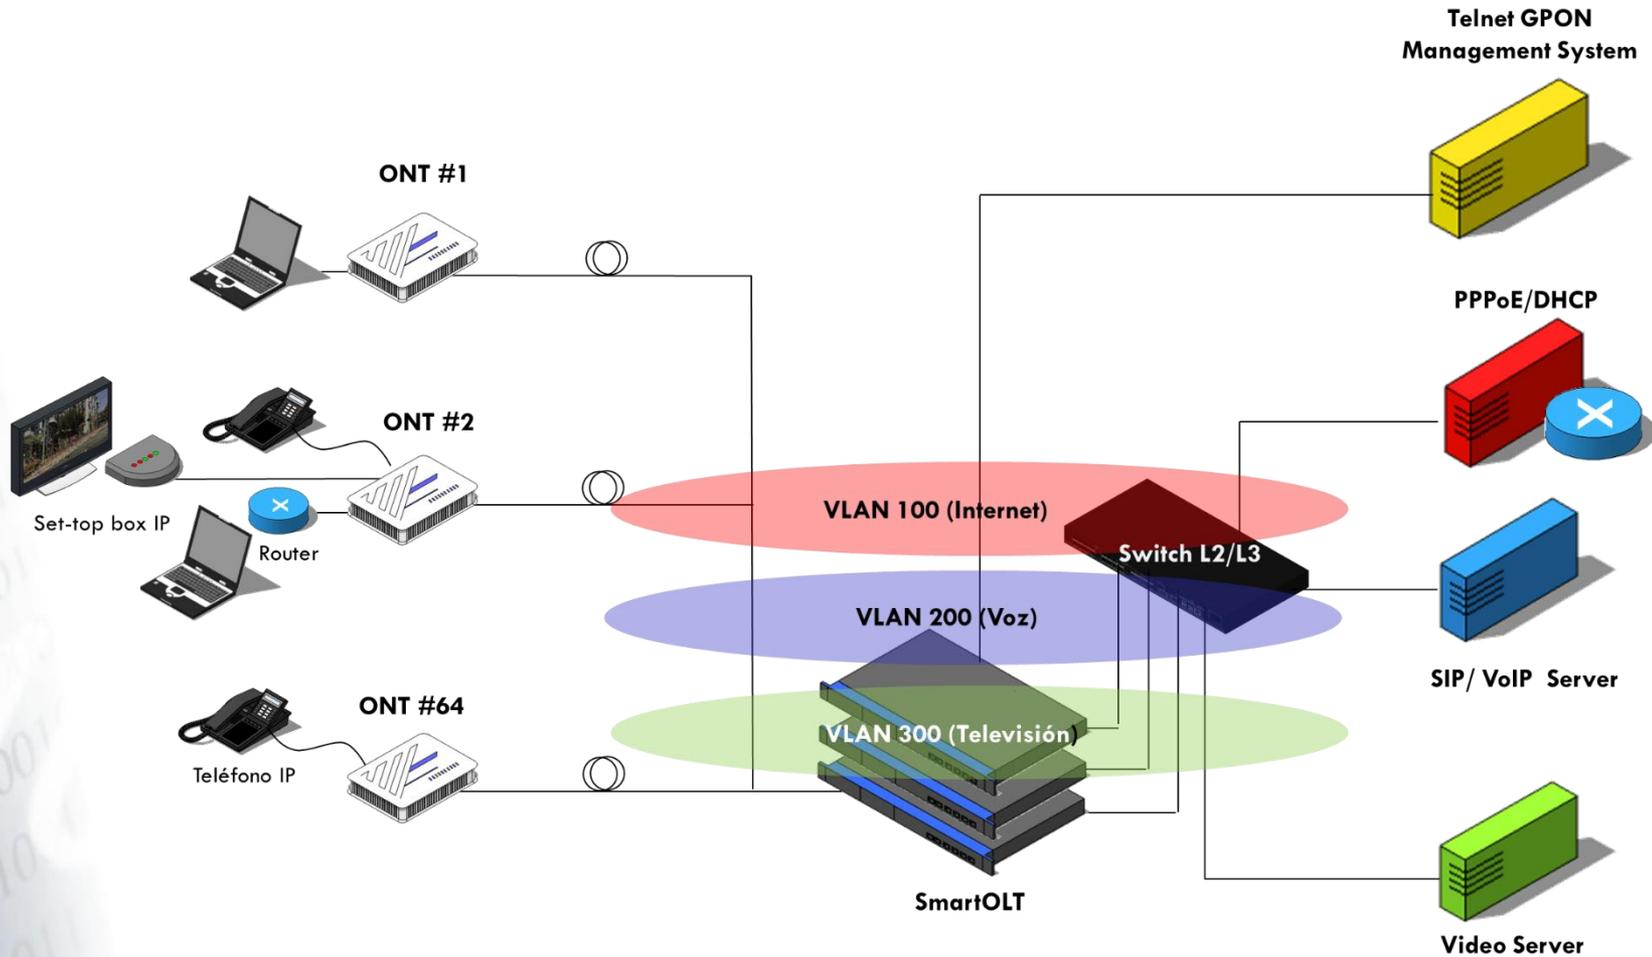 Telnet GPON
Management System
ONT #1
PPPoE/DHCP
ONT #2
Set-top box IP
Router
VLAN 100 (Internet)
Switch L2/L3
VLAN 200 (Voz)
SIP/ VoIP Server
ONT #64
VLAN 300 (Televisión)
Teléfono IP
SmartOLT
Video Server